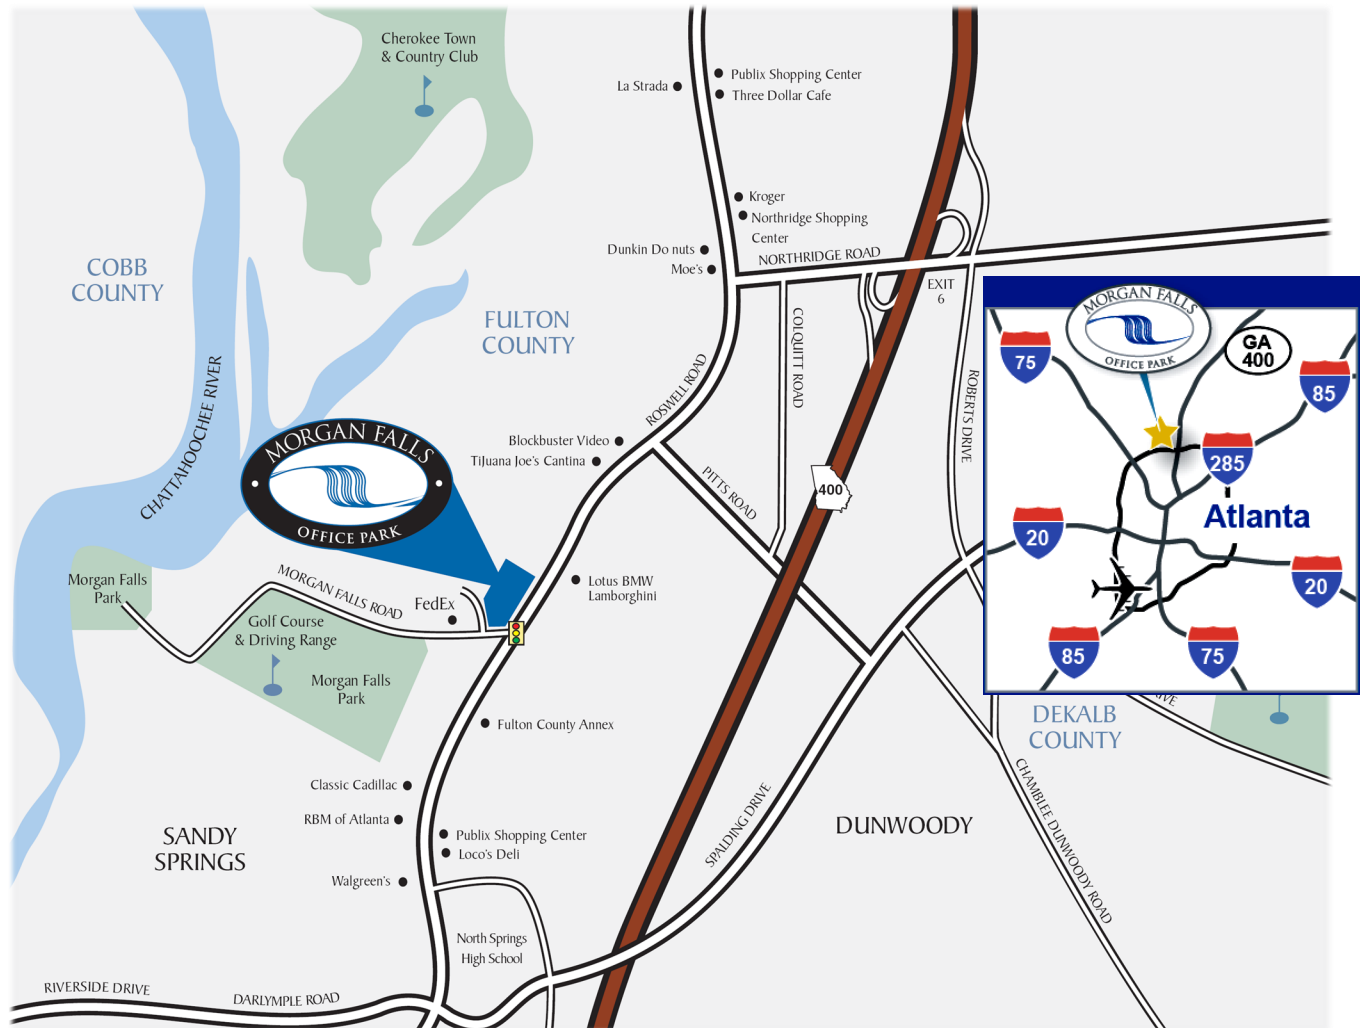 Cherokee Town
& Country Club
La Strada
Publix Shopping Center
Three Dollar Cafe
Kroger
Northridge Shopping
Center
Dunkin Do nuts
Moe's
NORTHRIDGE ROAD
EXIT
6
COBB
COUNTY
FULTON
COUNTY
CHATTAHOOCHEE RIVER
ROSWELL ROAD
COLQUITT ROAD
ROBERTS DRIVE
MORGAN FALLS
OFFICE PARK
GA
400
75
85
285
Atlanta
20
20
85
75
Blockbuster Video
TiJuana Joe's Cantina
PITTS ROAD
400
MORGAN FALLS
OFFICE PARK
Morgan Falls
Park
MORGAN FALLS ROAD
FedEx
Lotus BMW
Lamborghini
Golf Course
& Driving Range
Morgan Falls
Park
Fulton County Annex
DEKALB
COUNTY
Classic Cadillac
RBM of Atlanta
Publix Shopping Center
Loco's Deli
Walgreen's
SANDY
SPRINGS
SPALDING DRIVE
DUNWOODY
CHAMBLEE DUNWOODY ROAD
North Springs
High School
RIVERSIDE DRIVE
DARLYMPLE ROAD